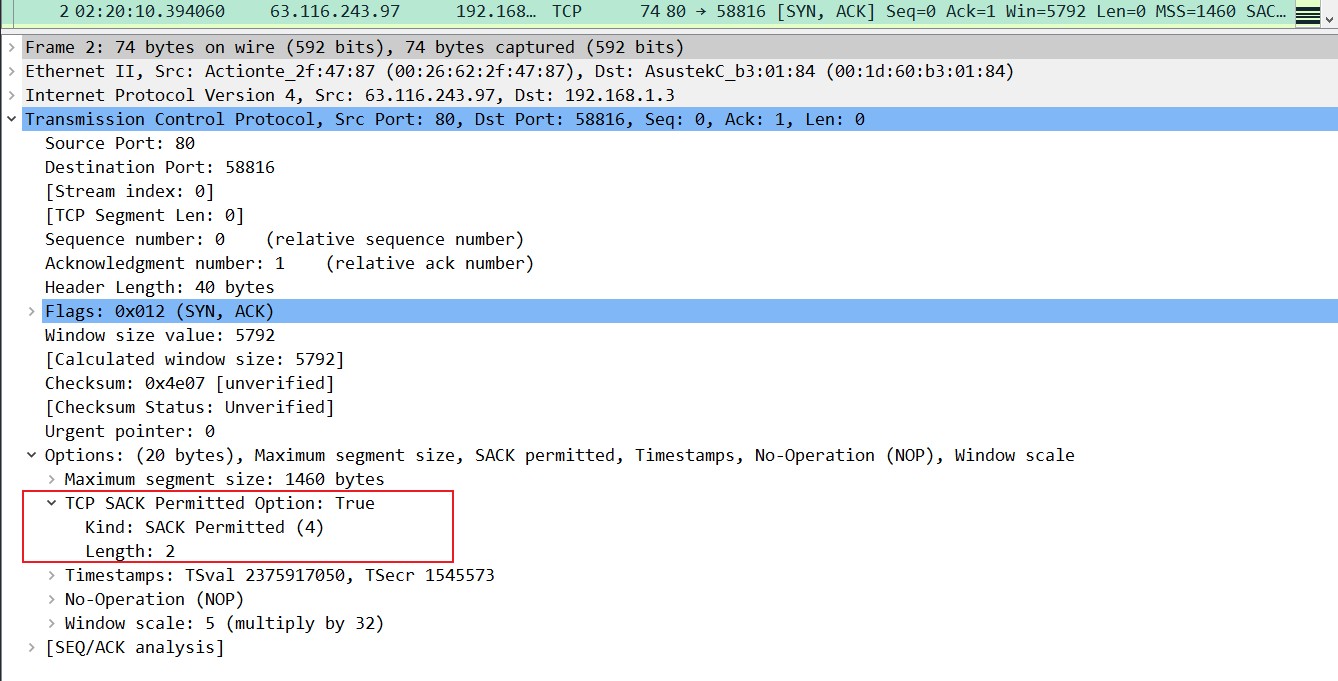 2 02:20:10.394060 63.116.243.97 192.168… TCP 74 80 → 58816 [SYN, ACK] Seq=0 Ack=1 Win=5792 Len=0 MSS=1460 SAC…
Frame 2: 74 bytes on wire (592 bits), 74 bytes captured (592 bits)
Ethernet II, Src: Actionte_2f:47:87 (00:26:62:2f:47:87), Dst: AsustekC_b3:01:84 (00:1d:60:b3:01:84)
Internet Protocol Version 4, Src: 63.116.243.97, Dst: 192.168.1.3
Transmission Control Protocol, Src Port: 80, Dst Port: 58816, Seq: 0, Ack: 1, Len: 0
Source Port: 80
Destination Port: 58816
[Stream index: 0]
[TCP Segment Len: 0]
Sequence number: 0 (relative sequence number)
Acknowledgment number: 1 (relative ack number)
Header Length: 40 bytes
Flags: 0x012 (SYN, ACK)
Window size value: 5792
[Calculated window size: 5792]
Checksum: 0x4e07 [unverified]
[Checksum Status: Unverified]
Urgent pointer: 0
Options: (20 bytes), Maximum segment size, SACK permitted, Timestamps, No-Operation (NOP), Window scale
Maximum segment size: 1460 bytes
TCP SACK Permitted Option: True
Kind: SACK Permitted (4)
Length: 2
Timestamps: TSval 2375917050, TSecr 1545573
No-Operation (NOP)
Window scale: 5 (multiply by 32)
[SEQ/ACK analysis]